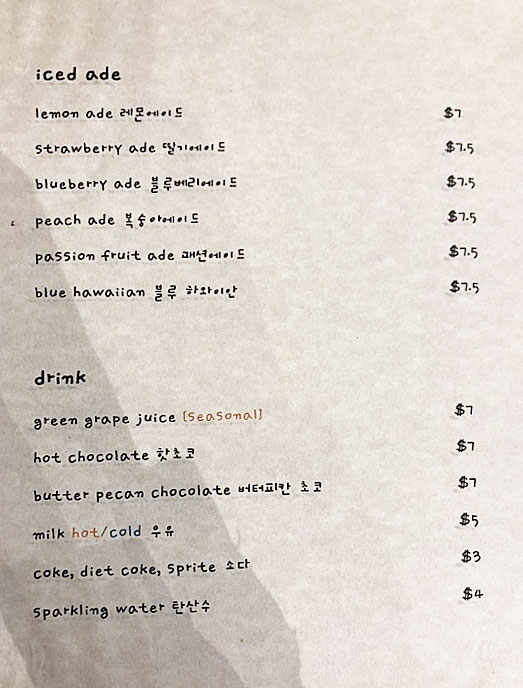 iced ade
lemon ade 레몬에이드 $7
strawberry ade 딸기에이드 $7.5
blueberry ade 블루베리에이드 $7.5
peach ade 복숭아에이드 $7.5
passion fruit ade 패션에이드 $7.5
blue hawaiian 블루 하와이안 $7.5
drink
green grape juice [seasonal] $7
hot chocolate 핫초코 $7
butter pecan chocolate 버터피칸 초코 $7
milk hot/cold 우유 $5
coke, diet coke, sprite 소다 $3
sparkling water 탄산수 $4